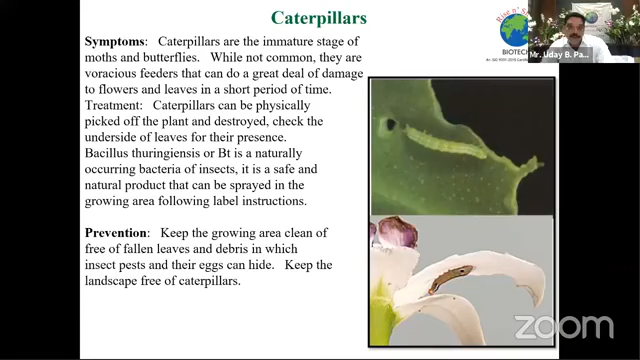 Caterpillars
Symptoms: Caterpillars are the immature stage of
moths and butterflies. While not common, they are
voracious feeders that can do a great deal of damage
to flowers and leaves in a short period of time.
Treatment: Caterpillars can be physically
picked off the plant and destroyed, check the
underside of leaves for their presence.
Bacillus thuringiensis or Bt is a naturally
occurring bacteria of insects, it is a safe and
natural product that can be sprayed in the
growing area following label instructions.
Prevention: Keep the growing area clean of
free of fallen leaves and debris in which
insect pests and their eggs can hide. Keep the
landscape free of caterpillars.
Rise n'
BIOTECH
Mr. Uday B. Pa...
zoom